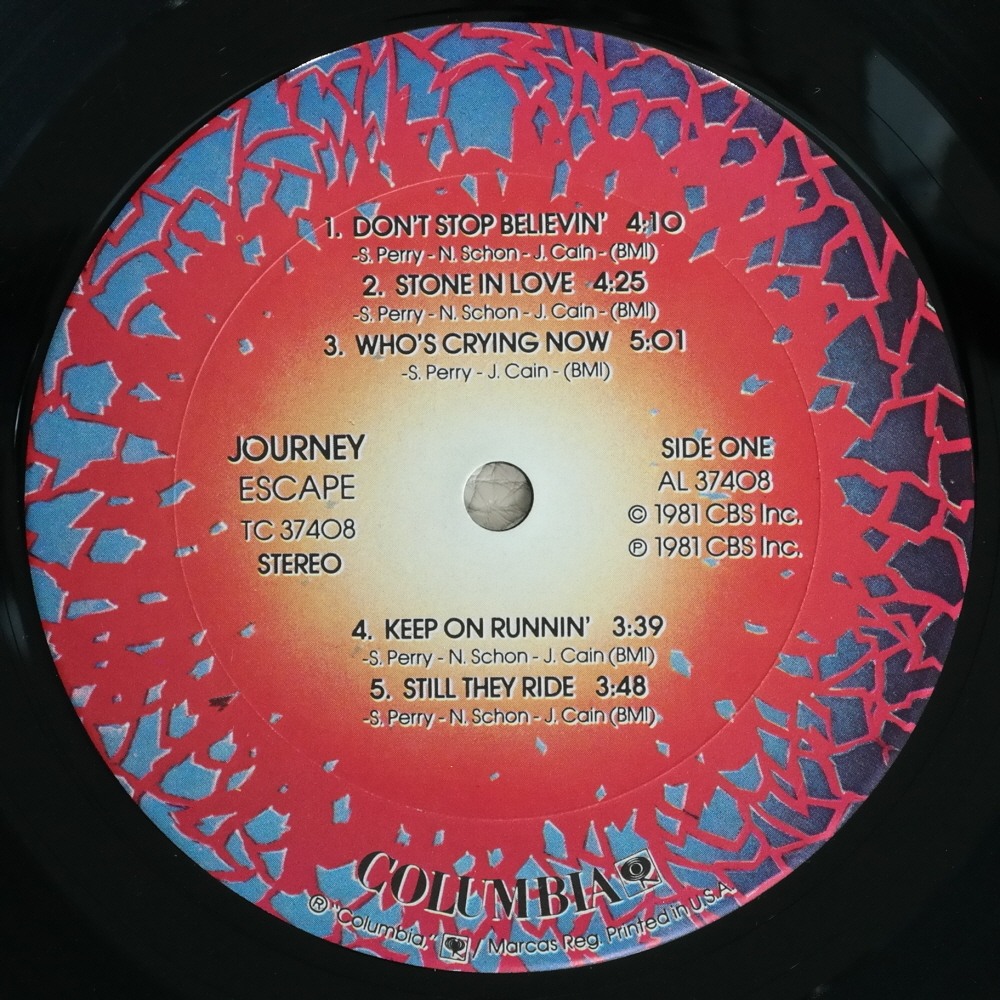 1. DON'T STOP BELIEVIN' 4:10
-S. Perry - N. Schon - J. Cain - (BMI)
2. STONE IN LOVE 4:25
-S. Perry - N. Schon - J. Cain - (BMI)
3. WHO'S CRYING NOW 5:01
-S. Perry - J. Cain - (BMI)
JOURNEY
ESCAPE
TC 37408
STEREO
SIDE ONE
AL 37408
© 1981 CBS Inc.
℗ 1981 CBS Inc.
4. KEEP ON RUNNIN' 3:39
-S. Perry - N. Schon - J. Cain (BMI)
5. STILL THEY RIDE 3:48
-S. Perry - N. Schon - J. Cain (BMI)
COLUMBIA
® "Columbia," / Marcas Reg. Printed in U.S.A.